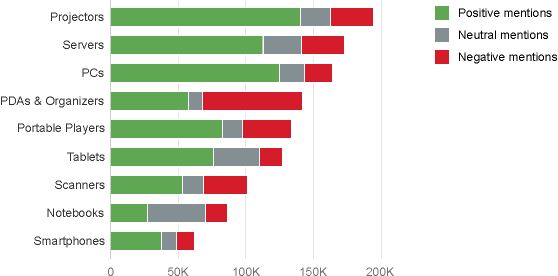 Projectors
Servers
PCs
PDAs & Organizers
Portable Players
Tablets
Scanners
Notebooks
Smartphones
0
50K
100K
150K
200K
Positive mentions
Neutral mentions
Negative mentions